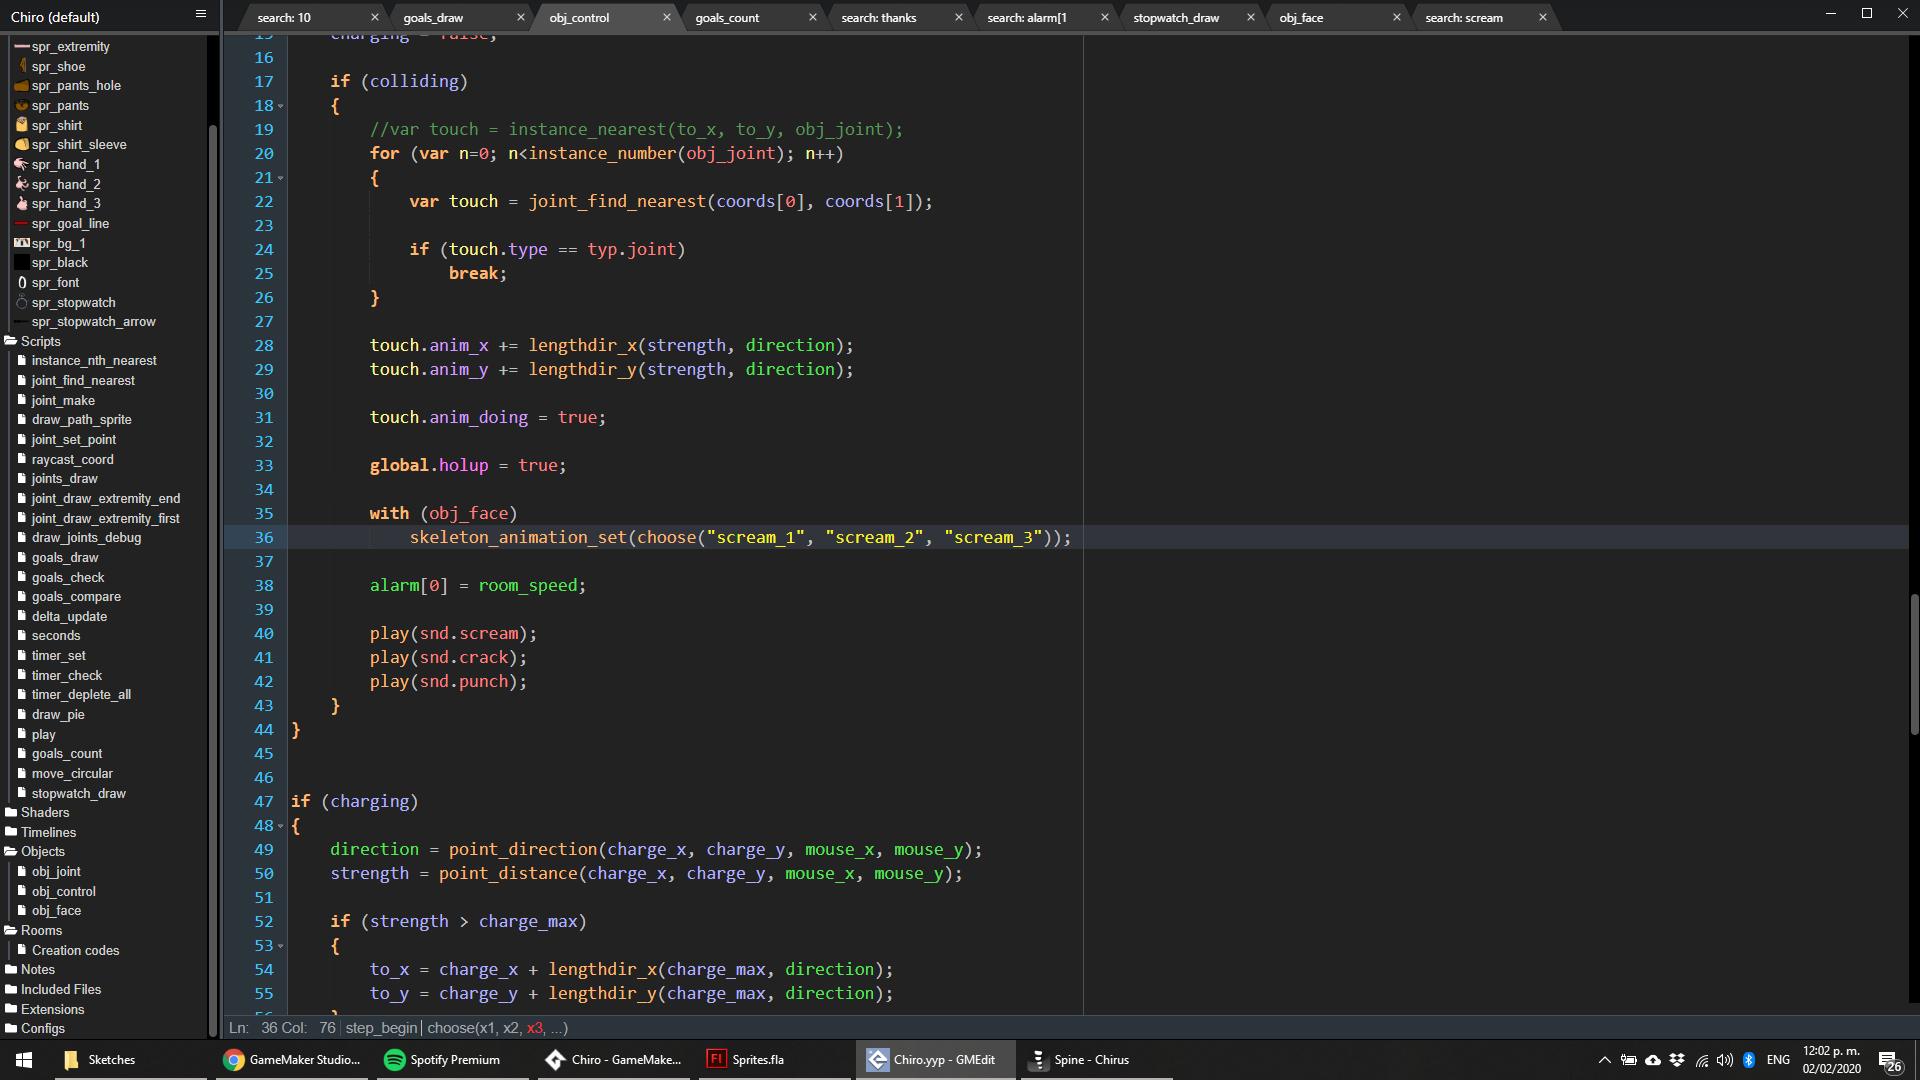 Chiro (default)
search: 10
goals_draw
obj_control
goals_count
search: thanks
search: alarm[1
stopwatch_draw
obj_face
search: scream
spr_extremity
spr_shoe
spr_pants_hole
spr_pants
spr_shirt
spr_shirt_sleeve
spr_hand_1
spr_hand_2
spr_hand_3
spr_goal_line
spr_bg_1
spr_black
spr_font
spr_stopwatch
spr_stopwatch_arrow
Scripts
instance_nth_nearest
joint_find_nearest
joint_make
draw_path_sprite
joint_set_point
raycast_coord
joints_draw
joint_draw_extremity_end
joint_draw_extremity_first
draw_joints_debug
goals_draw
goals_check
goals_compare
delta_update
seconds
timer_set
timer_check
timer_deplete_all
draw_pie
play
goals_count
move_circular
stopwatch_draw
Shaders
Timelines
Objects
obj_joint
obj_control
obj_face
Rooms
Creation codes
Notes
Included Files
Extensions
Configs
15 charging = false;
16
17 if (colliding)
18 {
19 //var touch = instance_nearest(to_x, to_y, obj_joint);
20 for (var n=0; n<instance_number(obj_joint); n++)
21 {
22 var touch = joint_find_nearest(coords[0], coords[1]);
23
24 if (touch.type == typ.joint)
25 break;
26 }
27
28 touch.anim_x += lengthdir_x(strength, direction);
29 touch.anim_y += lengthdir_y(strength, direction);
30
31 touch.anim_doing = true;
32
33 global.holup = true;
34
35 with (obj_face)
36 skeleton_animation_set(choose("scream_1", "scream_2", "scream_3"));
37
38 alarm[0] = room_speed;
39
40 play(snd.scream);
41 play(snd.crack);
42 play(snd.punch);
43 }
44 }
45
46
47 if (charging)
48 {
49 direction = point_direction(charge_x, charge_y, mouse_x, mouse_y);
50 strength = point_distance(charge_x, charge_y, mouse_x, mouse_y);
51
52 if (strength > charge_max)
53 {
54 to_x = charge_x + lengthdir_x(charge_max, direction);
55 to_y = charge_y + lengthdir_y(charge_max, direction);
56 }
Ln: 36 Col: 76 step_begin choose(x1, x2, x3, ...)
Sketches
GameMaker Studio...
Spotify Premium
Chiro - GameMake...
Fl Sprites.fla
Chiro.yyp - GMEdit
Spine - Chirus
ENG
12:02 p. m.
02/02/2020
26